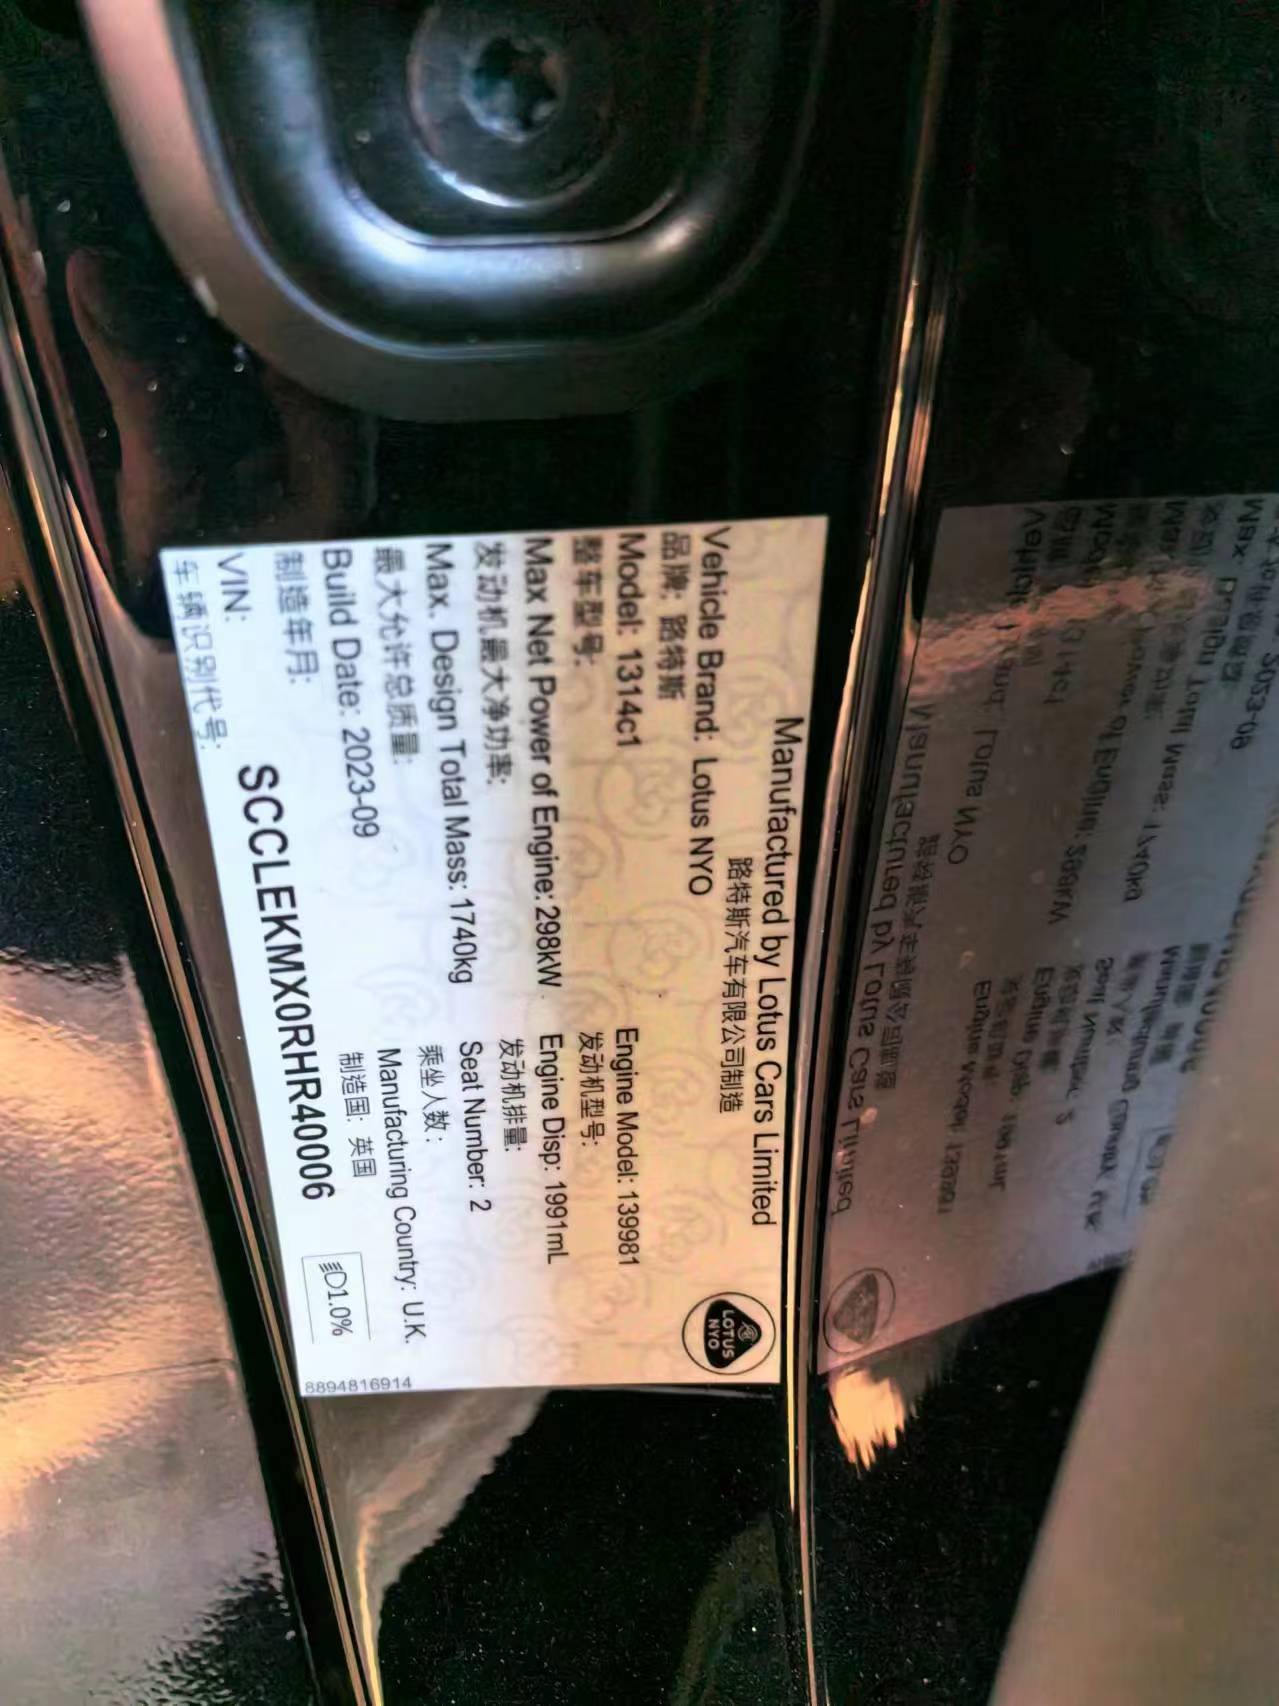 Manufactured by Lotus Cars Limited
路特斯汽车有限公司制造
Vehicle Brand: Lotus NYO
品牌: 路特斯
Model: 1314c1
Engine Model: 139981
整车型号:
发动机型号:
Max Net Power of Engine: 298kW
Engine Disp: 1991mL
发动机最大净功率:
发动机排量:
Max. Design Total Mass: 1740kg
Seat Number: 2
最大允许总质量:
乘坐人数:
Build Date: 2023-09
Manufacturing Country: U.K.
制造年月:
制造国: 英国
VIN:
车辆识别代号:
SCCLEKMX0RHR40006
1.0%
8894816914
LOTUS
NYO